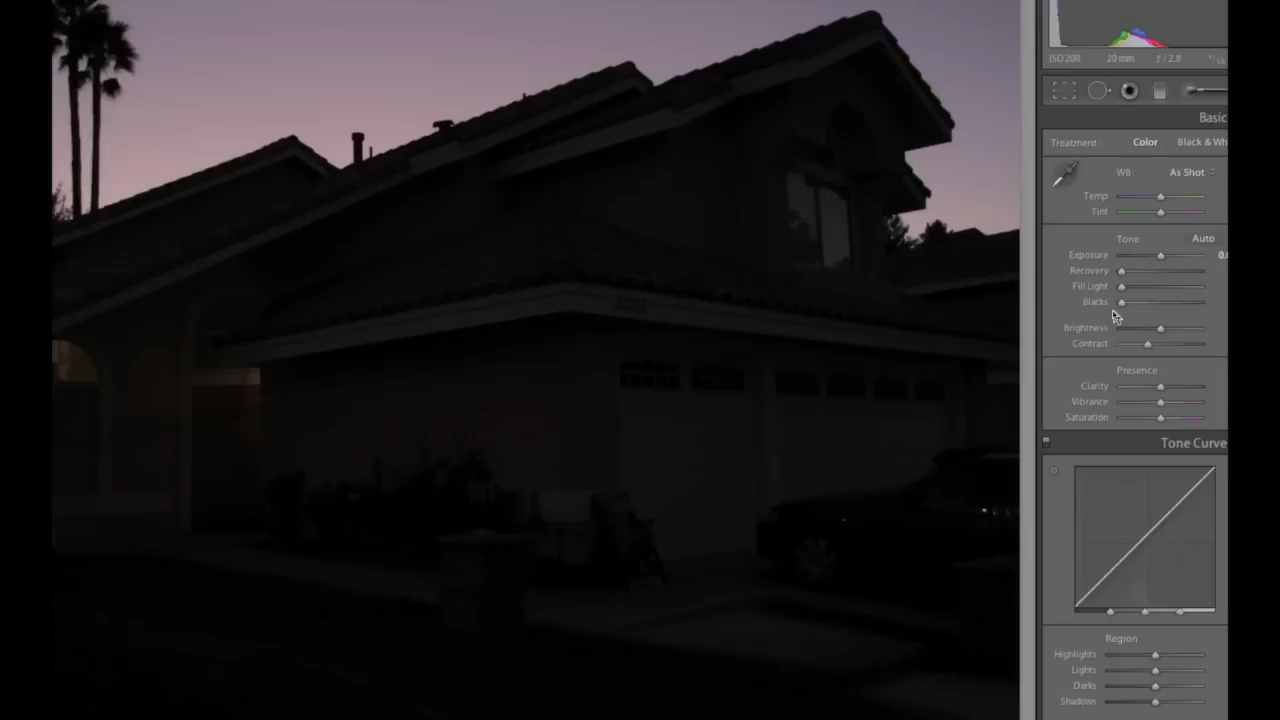 ISO 200 20 mm f / 2.8
Basic
Treatment : Color Black & Wh
WB: As Shot
Temp
Tint
Tone Auto
Exposure 0.
Recovery
Fill Light
Blacks
Brightness
Contrast
Presence
Clarity
Vibrance
Saturation
Tone Curve
Region
Highlights
Lights
Darks
Shadows